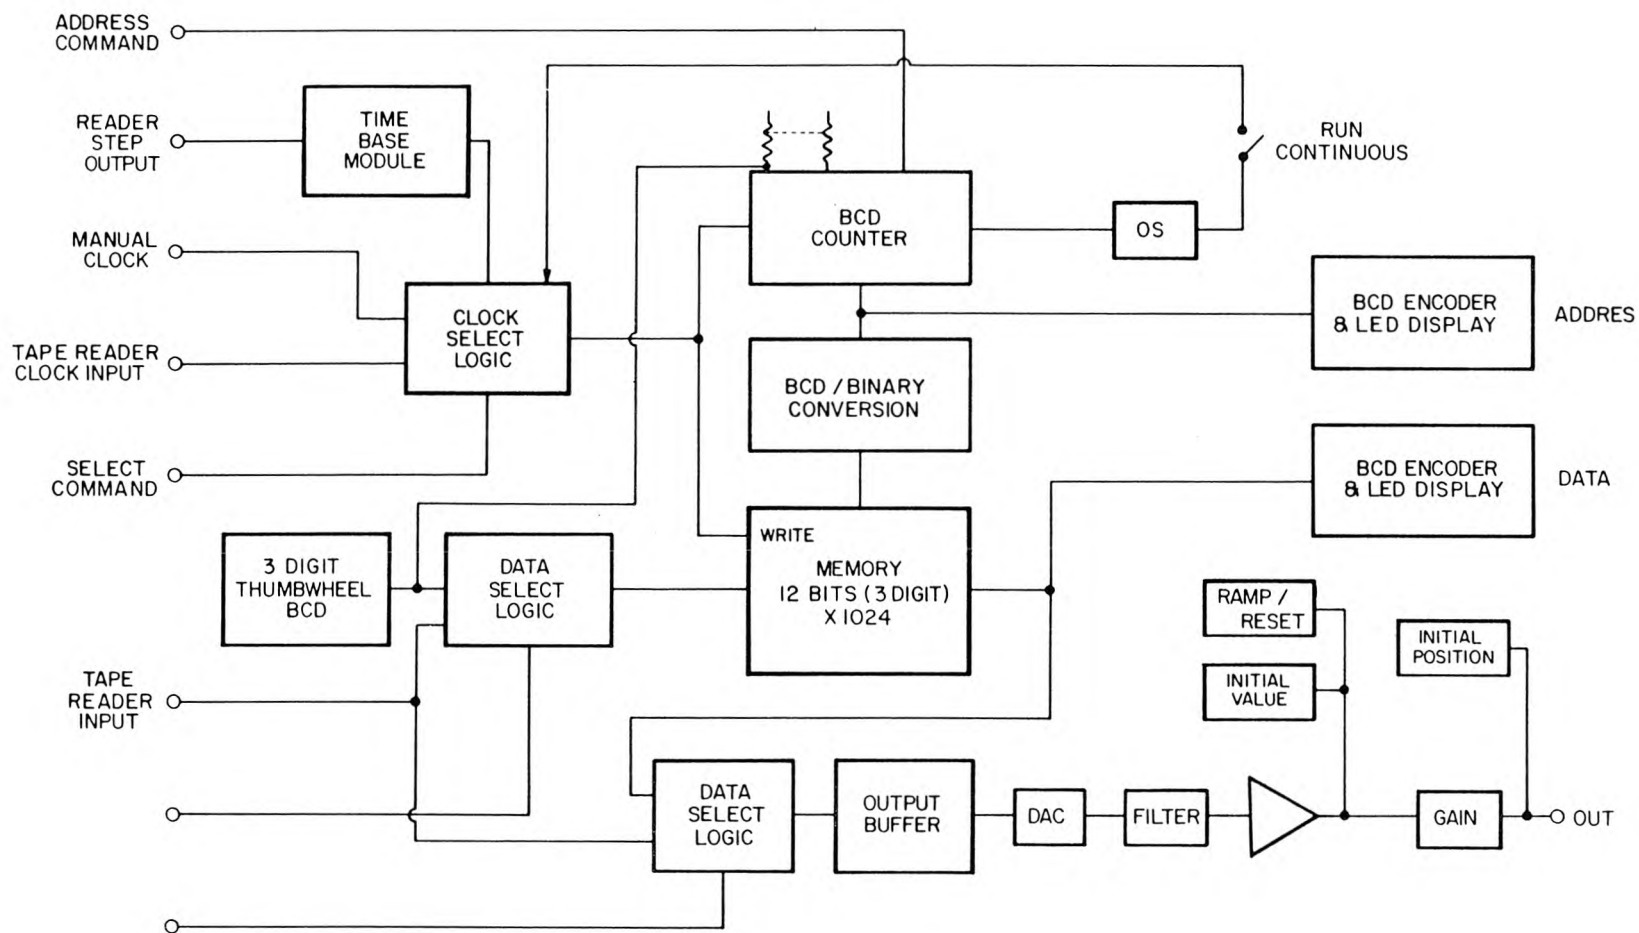 ADDRESS
COMMAND
READER
STEP
OUTPUT
TIME
BASE
MODULE
MANUAL
CLOCK
TAPE READER
CLOCK INPUT
SELECT
COMMAND
CLOCK
SELECT
LOGIC
BCD
COUNTER
OS
RUN
CONTINUOUS
BCD ENCODER
& LED DISPLAY
ADDRES
BCD / BINARY
CONVERSION
BCD ENCODER
& LED DISPLAY
DATA
3 DIGIT
THUMBWHEEL
BCD
DATA
SELECT
LOGIC
WRITE
MEMORY
12 BITS (3 DIGIT)
X 1024
RAMP /
RESET
INITIAL
VALUE
INITIAL
POSITION
TAPE
READER
INPUT
DATA
SELECT
LOGIC
OUTPUT
BUFFER
DAC
FILTER
GAIN
OUT